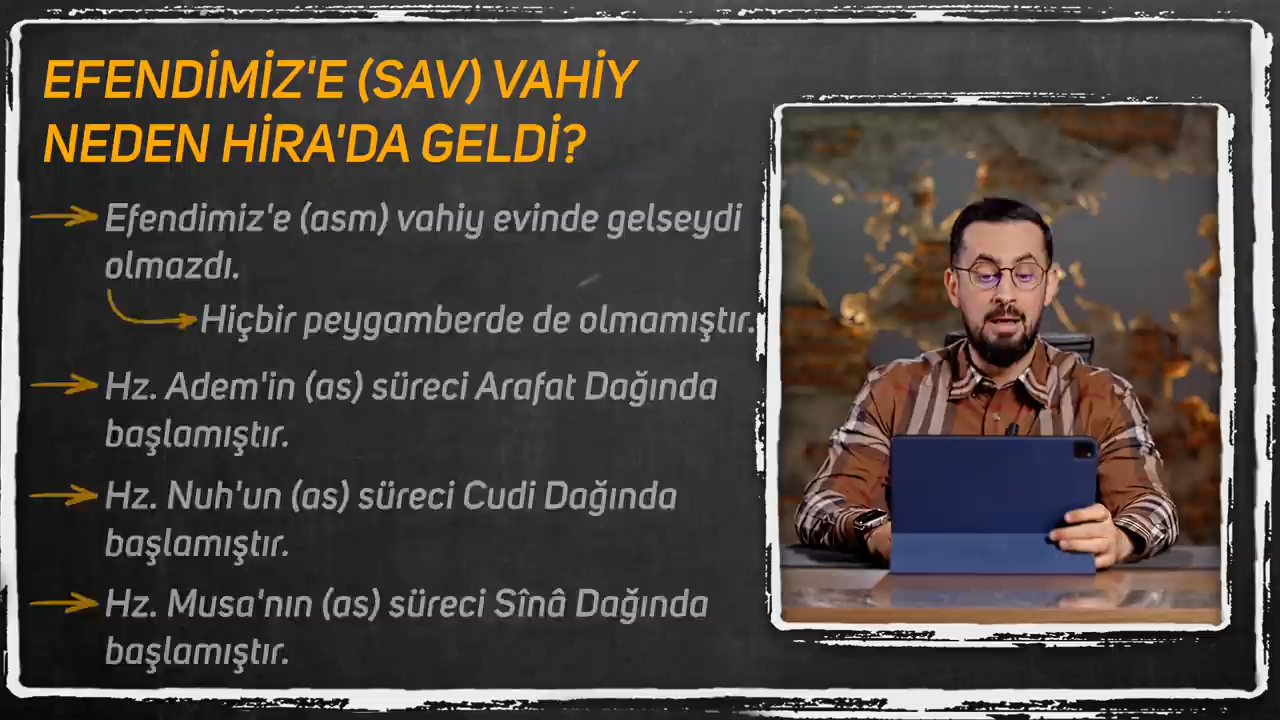 EFENDİMİZ'E (SAV) VAHİY
NEDEN HİRA'DA GELDİ?
Efendimiz'e (asm) vahiy evinde gelseydi
olmazdı.
Hiçbir peygamberde de olmamıştır.
Hz. Adem'in (as) süreci Arafat Dağında
başlamıştır.
Hz. Nuh'un (as) süreci Cudi Dağında
başlamıştır.
Hz. Musa'nın (as) süreci Sînâ Dağında
başlamıştır.